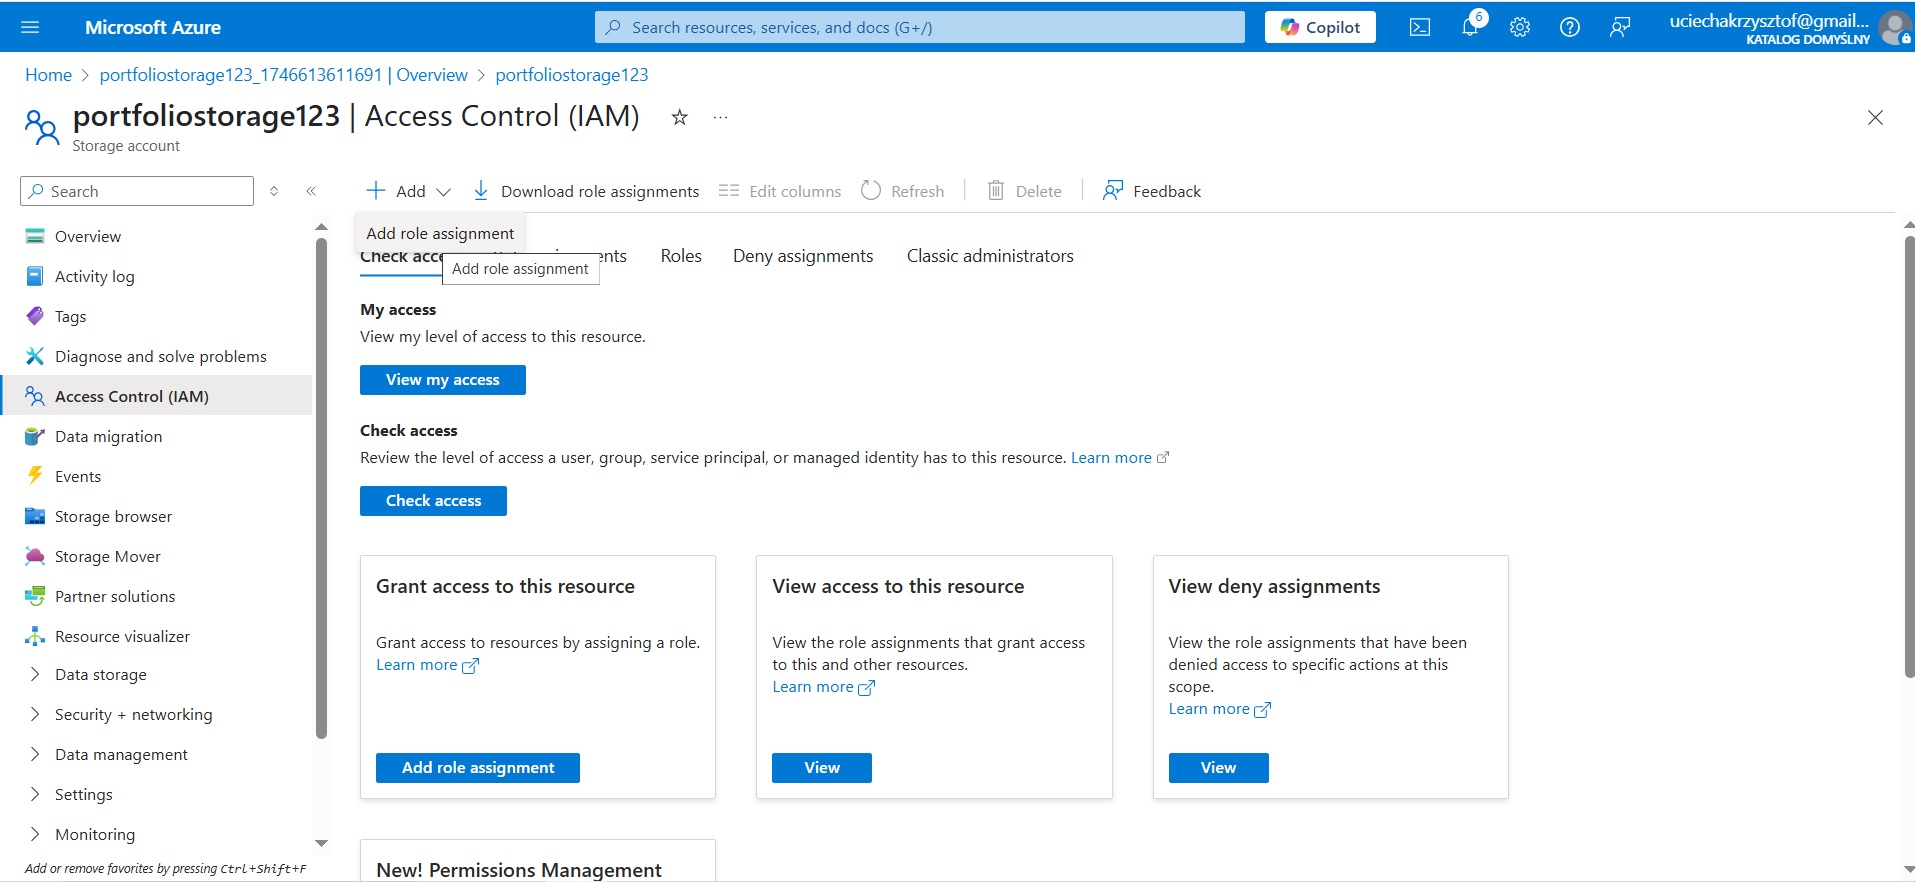 Microsoft Azure
Search resources, services, and docs (G+/)
Copilot
6
uciechakrzysztof@gmail...
KATALOG DOMYŚLNY
Home > portfoliostorage123_1746613611691 | Overview > portfoliostorage123
portfoliostorage123 | Access Control (IAM)
...
Storage account
Search
Add
Download role assignments
Edit columns
Refresh
Delete
Feedback
Overview
Activity log
Tags
Diagnose and solve problems
Access Control (IAM)
Data migration
Events
Storage browser
Storage Mover
Partner solutions
Resource visualizer
Data storage
Security + networking
Data management
Settings
Monitoring
Add or remove favorites by pressing Ctrl+Shift+F
Add role assignment
Add role assignment
Check acce
ents
Roles
Deny assignments
Classic administrators
My access
View my level of access to this resource.
View my access
Check access
Review the level of access a user, group, service principal, or managed identity has to this resource. Learn more
Check access
Grant access to this resource
Grant access to resources by assigning a role.
Learn more
Add role assignment
View access to this resource
View the role assignments that grant access
to this and other resources.
Learn more
View
View deny assignments
View the role assignments that have been
denied access to specific actions at this
scope.
Learn more
View
New! Permissions Management